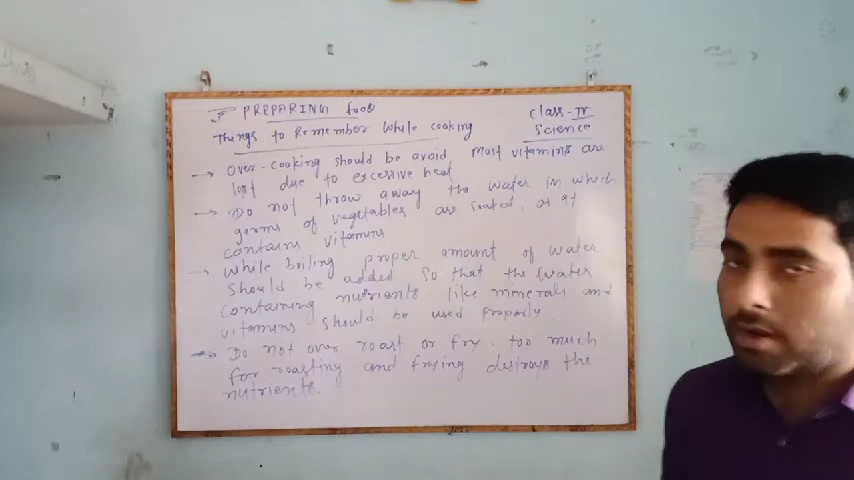 PREPARING food
Class-IV
Science
Things to Remember While cooking
→ Over-cooking should be avoid Most vitamins are
lost due to excessive heat
→ Do not throw away the water in which
germs of vegetables are soated, as it
contains vitamins
→ While boiling proper amount of water
should be added so that the water
containing nutrients like minerals and
vitamins should be used properly.
→ Do not over roast or fry. too much
for roasting and frying destroys the
nutrients.